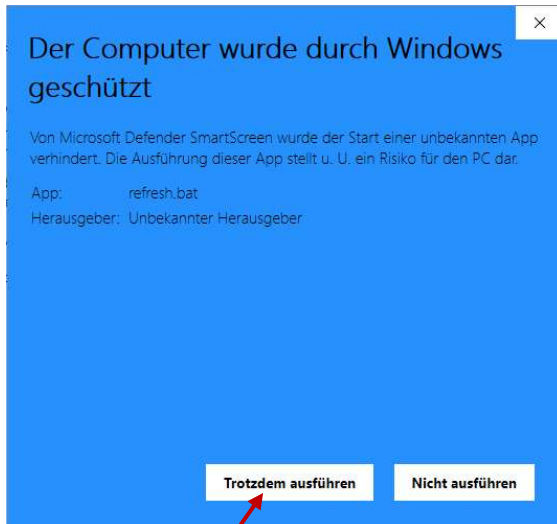 Der Computer wurde durch Windows
geschützt
Von Microsoft Defender SmartScreen wurde der Start einer unbekannten App
verhindert. Die Ausführung dieser App stellt u. U. ein Risiko für den PC dar.
App: refresh.bat
Herausgeber: Unbekannter Herausgeber
Trotzdem ausführen Nicht ausführen